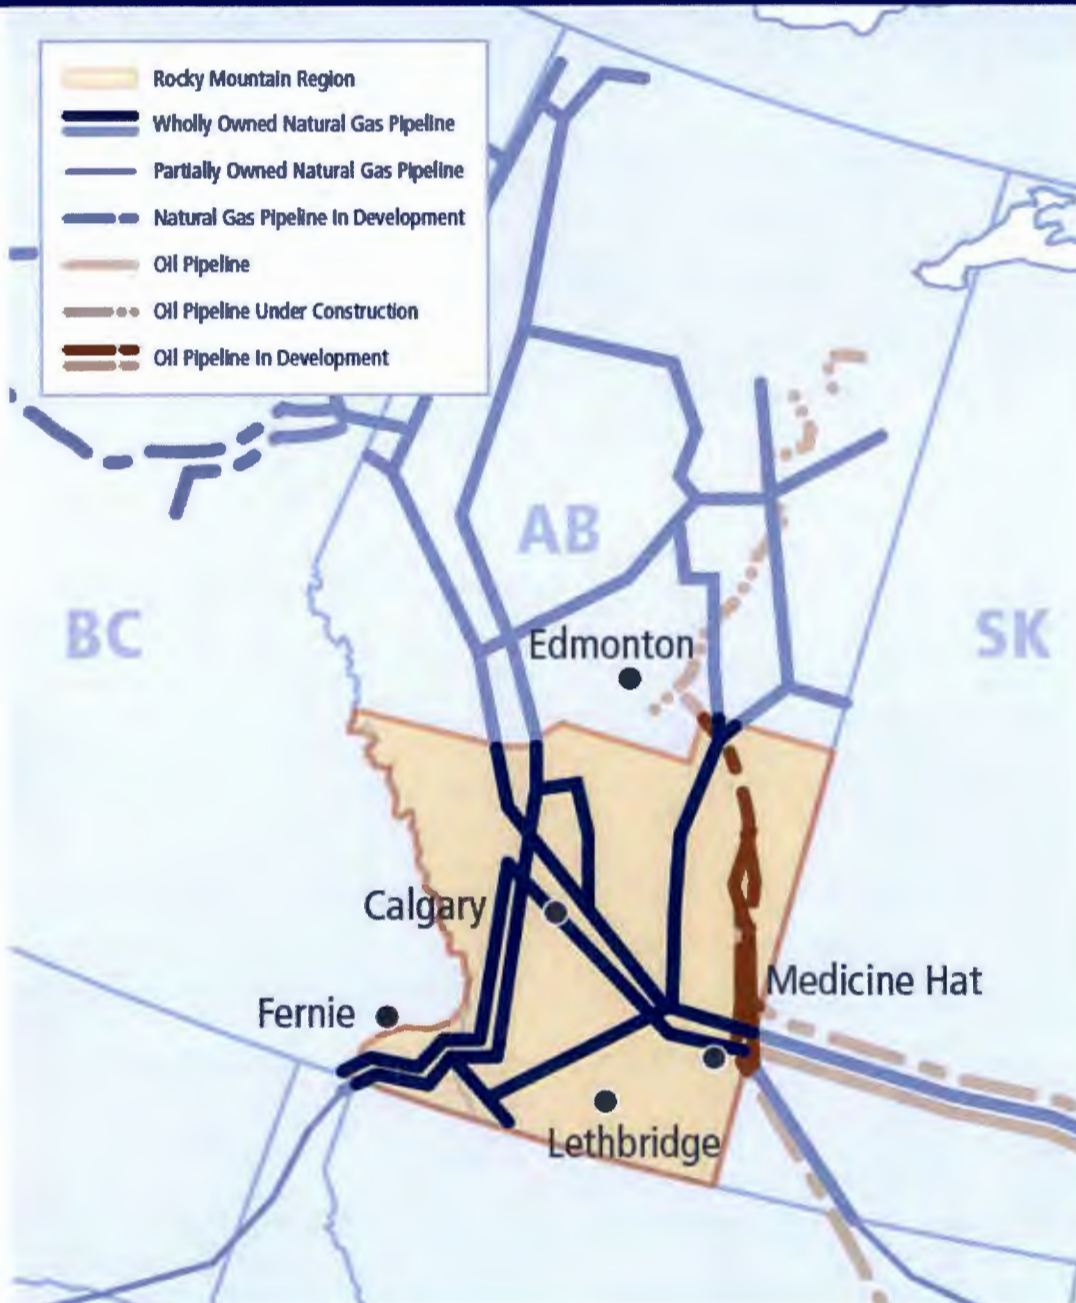 Rocky Mountain Region
Wholly Owned Natural Gas Pipeline
Partially Owned Natural Gas Pipeline
Natural Gas Pipeline In Development
Oil Pipeline
Oil Pipeline Under Construction
Oil Pipeline In Development
AB
BC
SK
Edmonton
Calgary
Medicine Hat
Fernie
Lethbridge